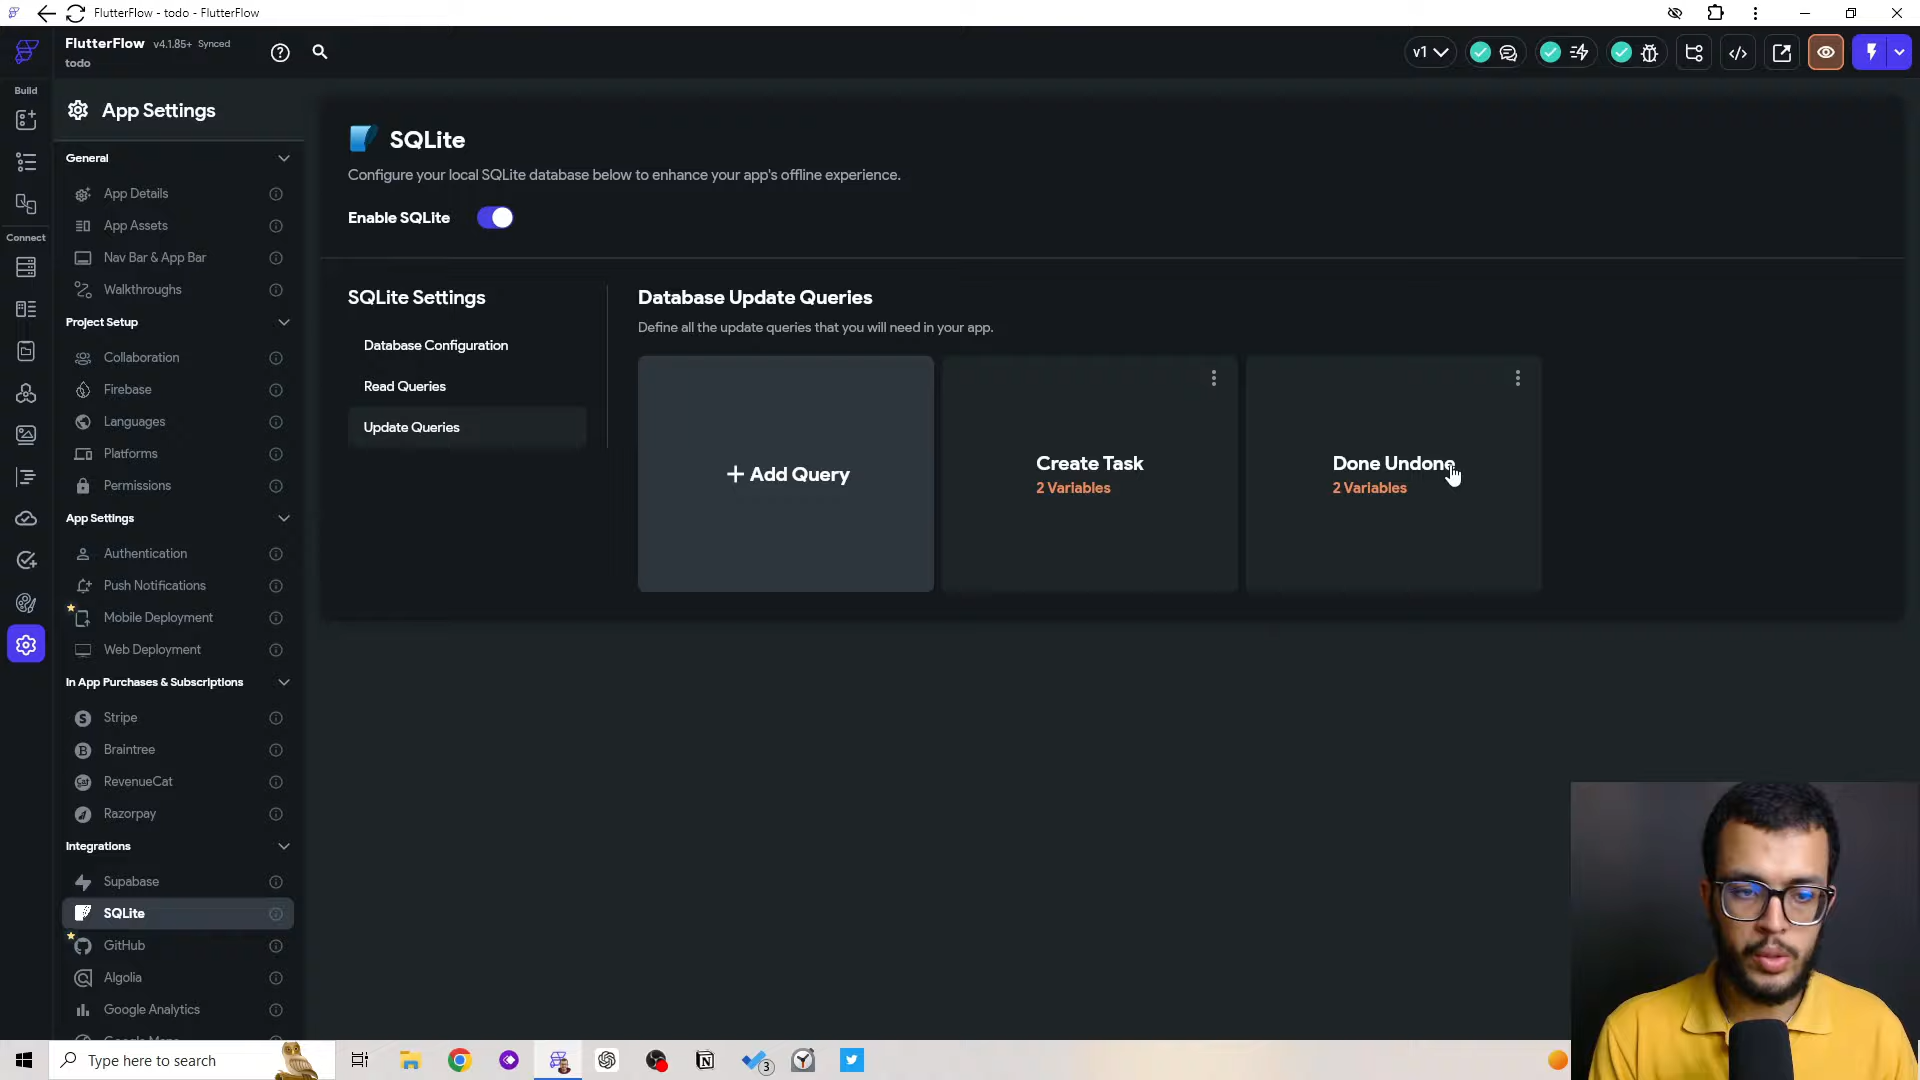 FlutterFlow - todo - FlutterFlow
FlutterFlow v4.1.85+ Synced
todo
v1
Build
Connect
App Settings
General
App Details
App Assets
Nav Bar & App Bar
Walkthroughs
Project Setup
Collaboration
Firebase
Languages
Platforms
Permissions
App Settings
Authentication
Push Notifications
Mobile Deployment
Web Deployment
In App Purchases & Subscriptions
Stripe
Braintree
RevenueCat
Razorpay
Integrations
Supabase
SQLite
GitHub
Algolia
Google Analytics
SQLite
Configure your local SQLite database below to enhance your app's offline experience.
Enable SQLite
SQLite Settings
Database Configuration
Read Queries
Update Queries
Database Update Queries
Define all the update queries that you will need in your app.
+ Add Query
Create Task
2 Variables
Done Undone
2 Variables
Type here to search
3